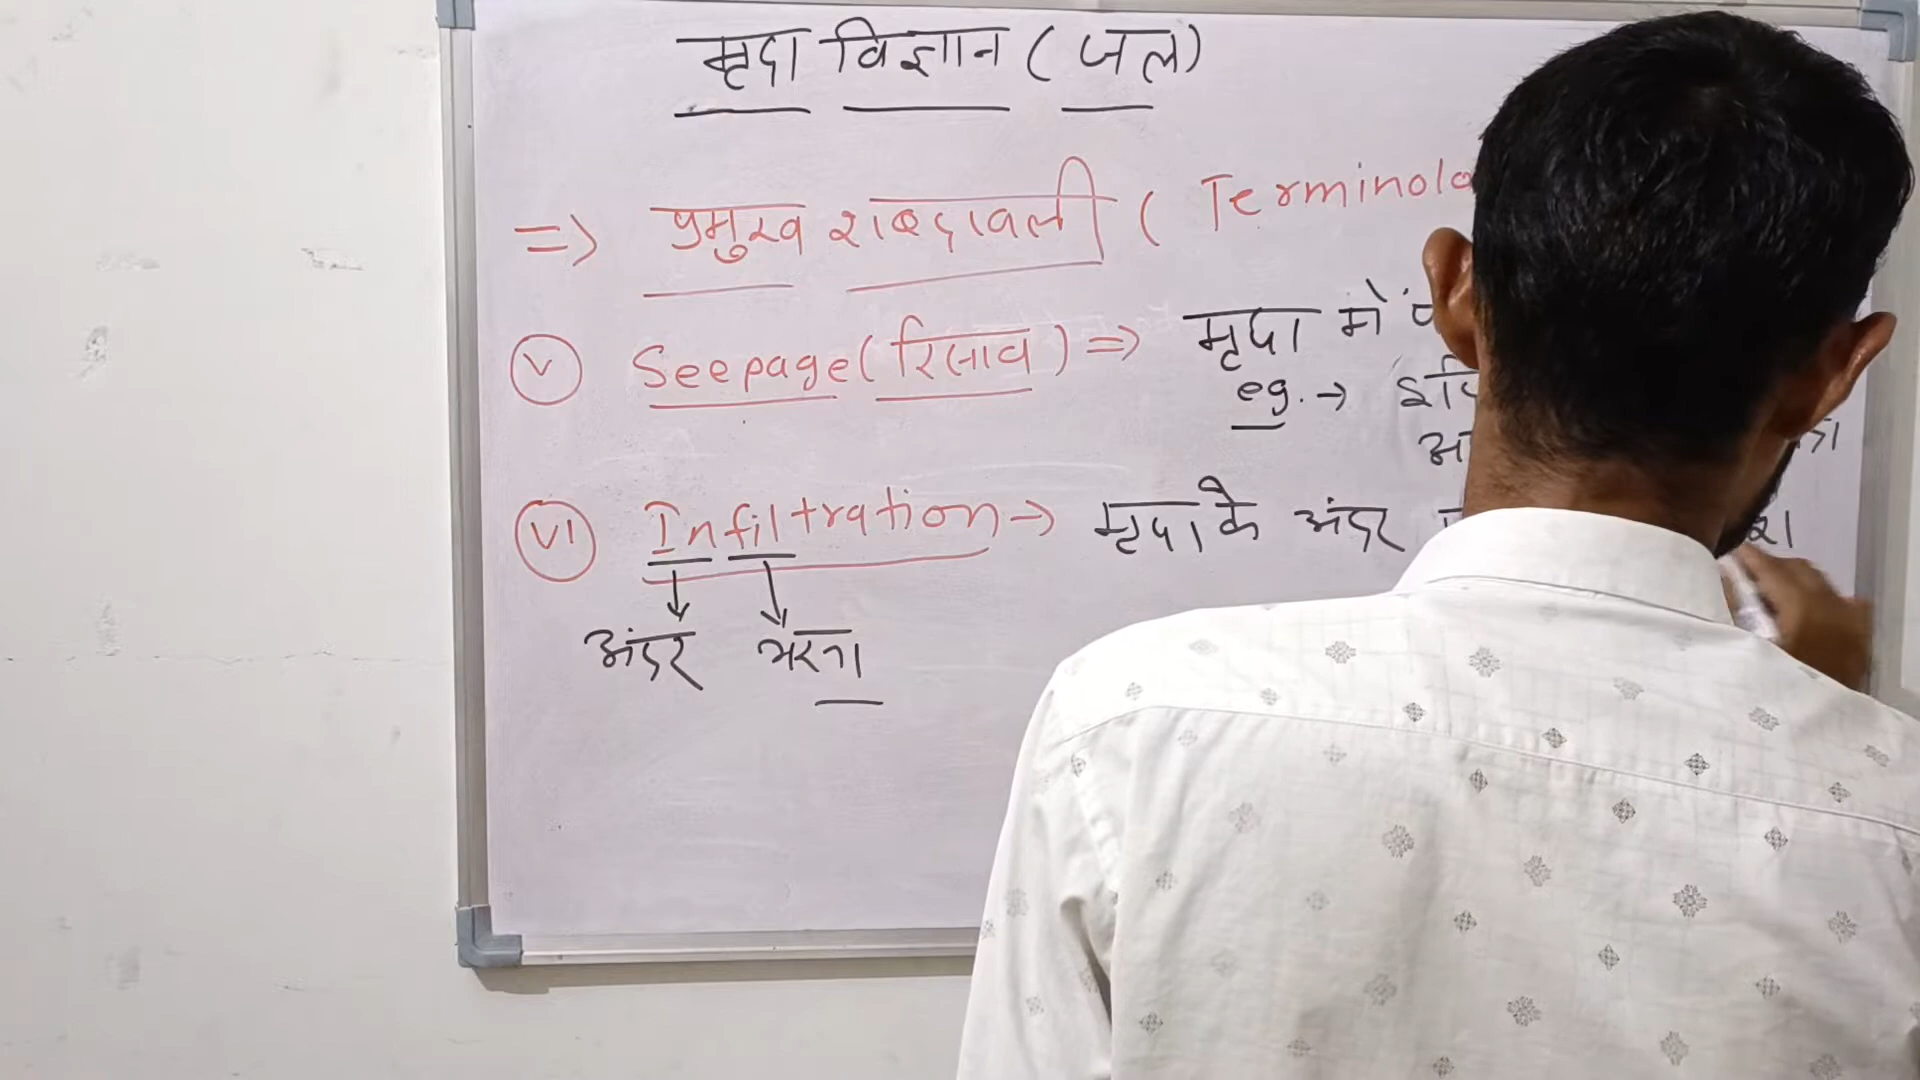 मृदा विज्ञान ( जल )
=> प्रमुख शब्दावली ( Terminolo
V Seepage ( रिसाव ) => मृदा में
eg. →
VI Infiltration → मृदा के अंदर
अंदर भरना